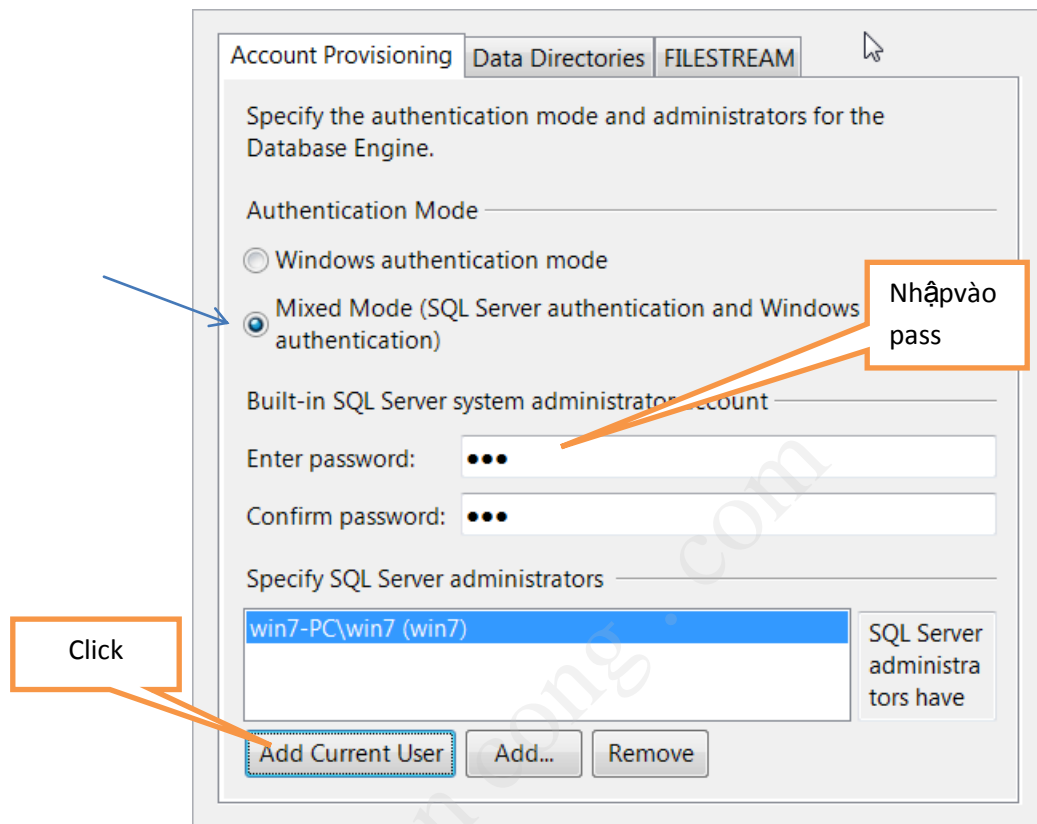 Account Provisioning Data Directories FILESTREAM
Specify the authentication mode and administrators for the
Database Engine.
Authentication Mode
Windows authentication mode
Mixed Mode (SQL Server authentication and Windows
authentication)
Nhậpvào
pass
Built-in SQL Server system administrator account
Enter password: •••
Confirm password: •••
Specify SQL Server administrators
win7-PC\win7 (win7)
SQL Server
administra
tors have
Click
Add Current User Add... Remove
cong . com